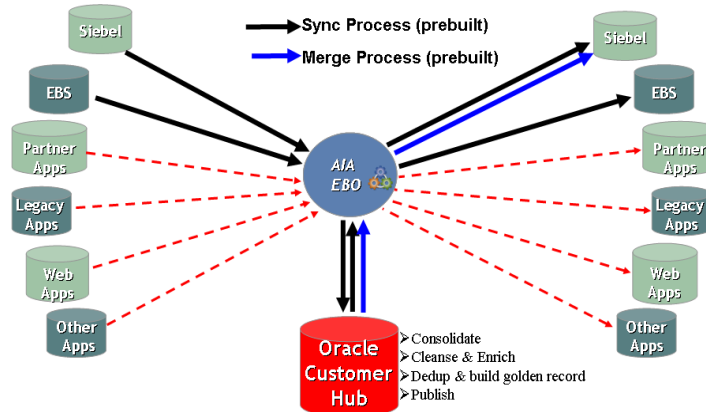 Siebel
EBS
Partner
Apps
Legacy
Apps
Web
Apps
Other
Apps
Sync Process (prebuilt)
Merge Process (prebuilt)
AIA
EBO
Siebel
EBS
Partner
Apps
Legacy
Apps
Web
Apps
Other
Apps
Oracle
Customer
Hub
➢Consolidate
➢Cleanse & Enrich
➢Dedup & build golden record
➢Publish